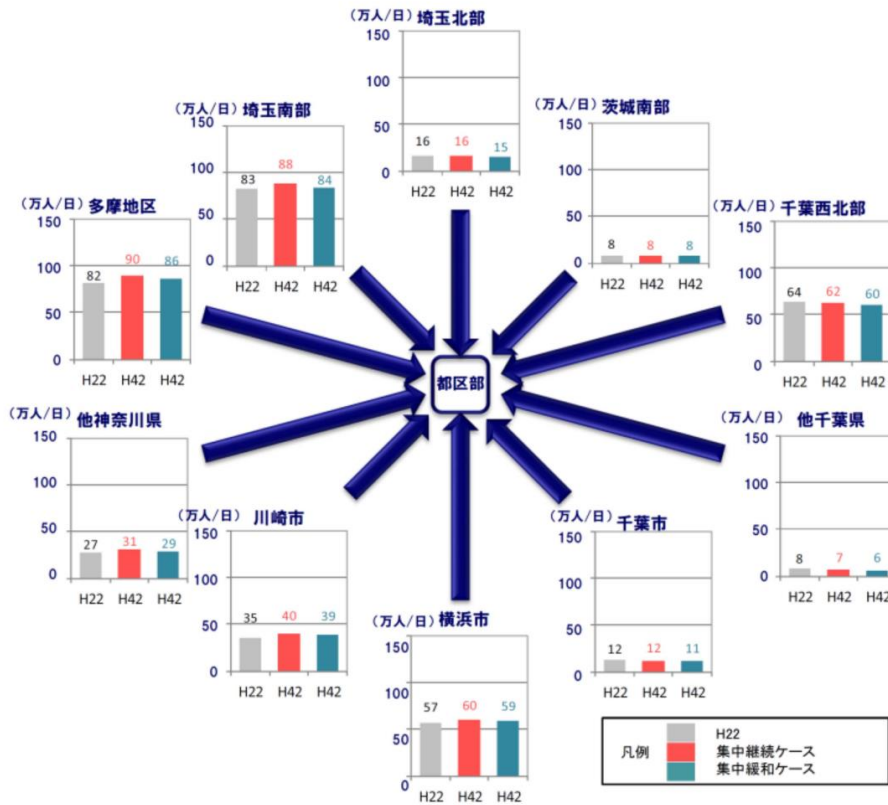 (万人/日) 埼玉北部
150
100
50
0
16 16 15
H22 H42 H42
(万人/日) 埼玉南部
150
100
50
0
83 88 84
H22 H42 H42
(万人/日) 茨城南部
150
100
50
0
8 8 8
H22 H42 H42
(万人/日) 多摩地区
150
100
50
0
82 90 86
H22 H42 H42
(万人/日) 千葉西北部
150
100
50
0
64 62 60
H22 H42 H42
都区部
(万人/日) 他神奈川県
150
100
50
0
27 31 29
H22 H42 H42
(万人/日) 他千葉県
150
100
50
0
8 7 6
H22 H42 H42
(万人/日) 川崎市
150
100
50
0
35 40 39
H22 H42 H42
(万人/日) 千葉市
150
100
50
0
12 12 11
H22 H42 H42
(万人/日) 横浜市
150
100
50
0
57 60 59
H22 H42 H42
凡例
H22
集中継続ケース
集中緩和ケース